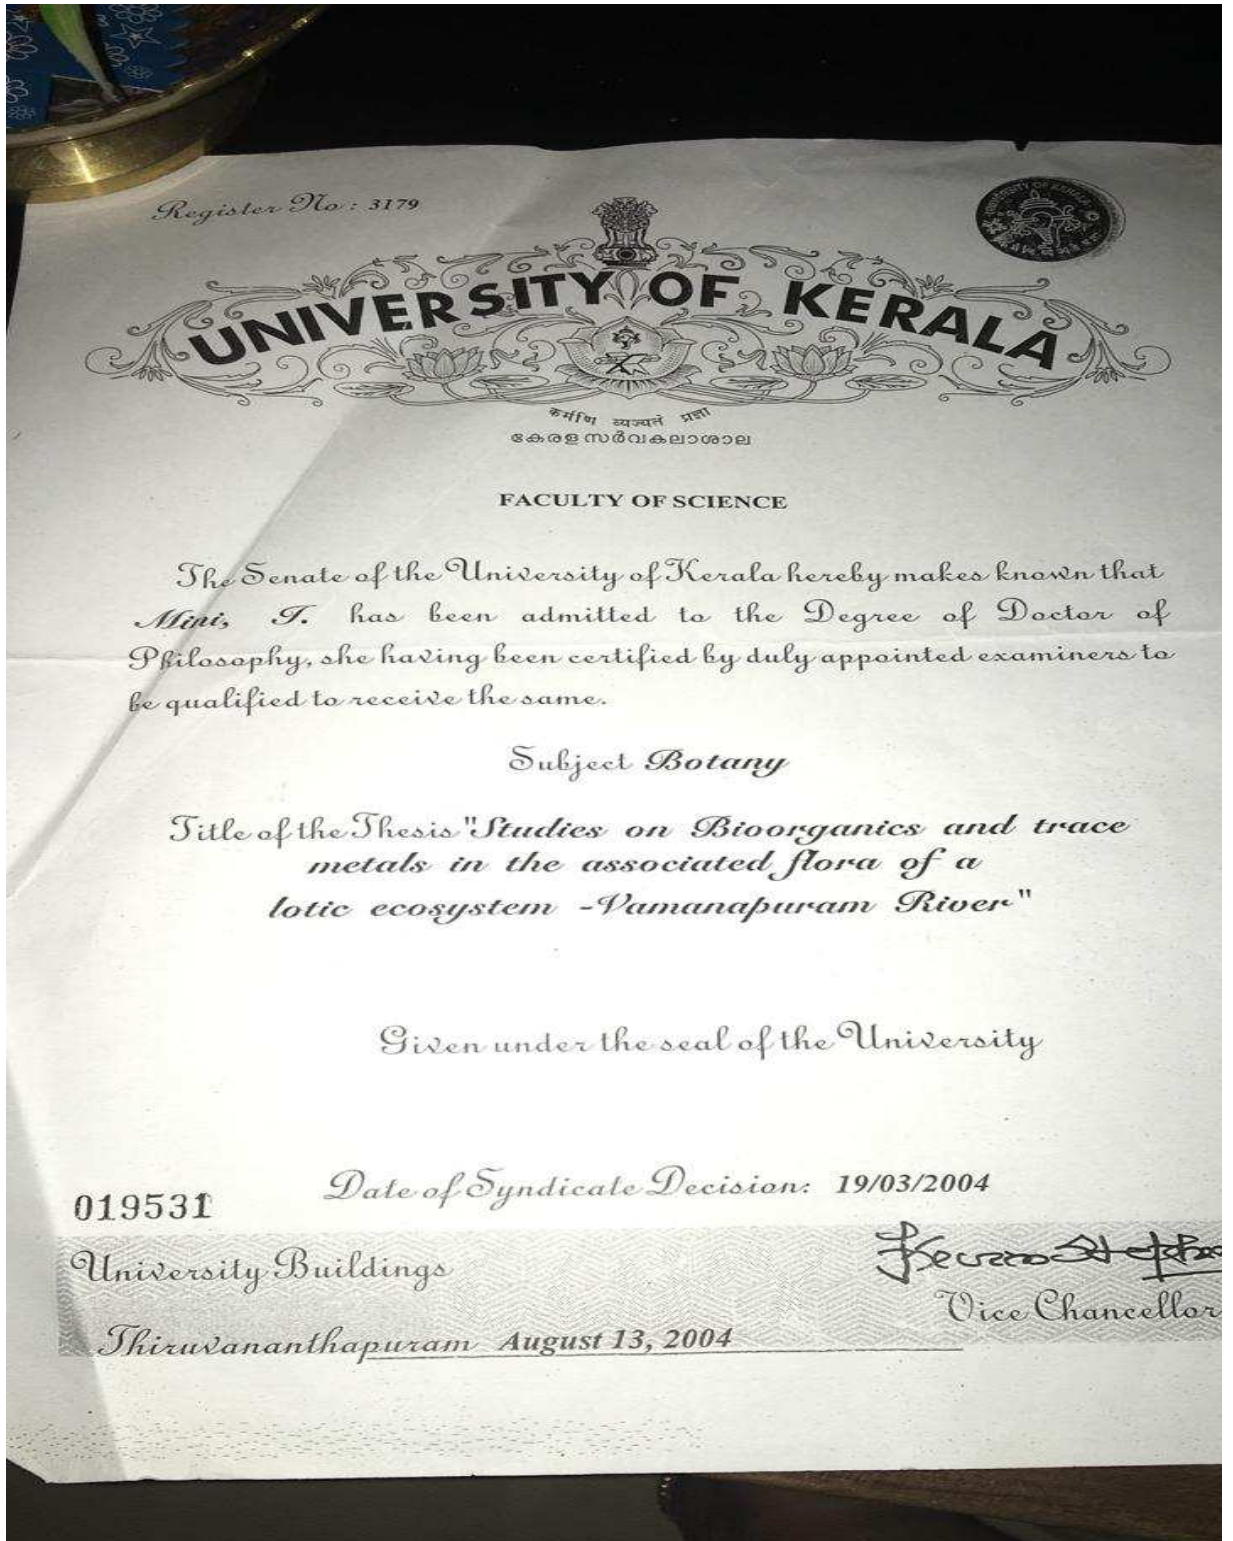 Register No: 3179
UNIVERSITY OF KERALA
कर्मणि व्यज्यते प्रज्ञा
കേരള സർവകലാശാല
FACULTY OF SCIENCE
The Senate of the University of Kerala hereby makes known that
Mini, T. has been admitted to the Degree of Doctor of
Philosophy, she having been certified by duly appointed examiners to
be qualified to receive the same.
Subject Botany
Title of the Thesis "Studies on Bioorganics and trace
metals in the associated flora of a
lotic ecosystem -Vamanapuram River"
Given under the seal of the University
Date of Syndicate Decision: 19/03/2004
019531
University Buildings
Vice Chancellor
Thiruvananthapuram August 13, 2004